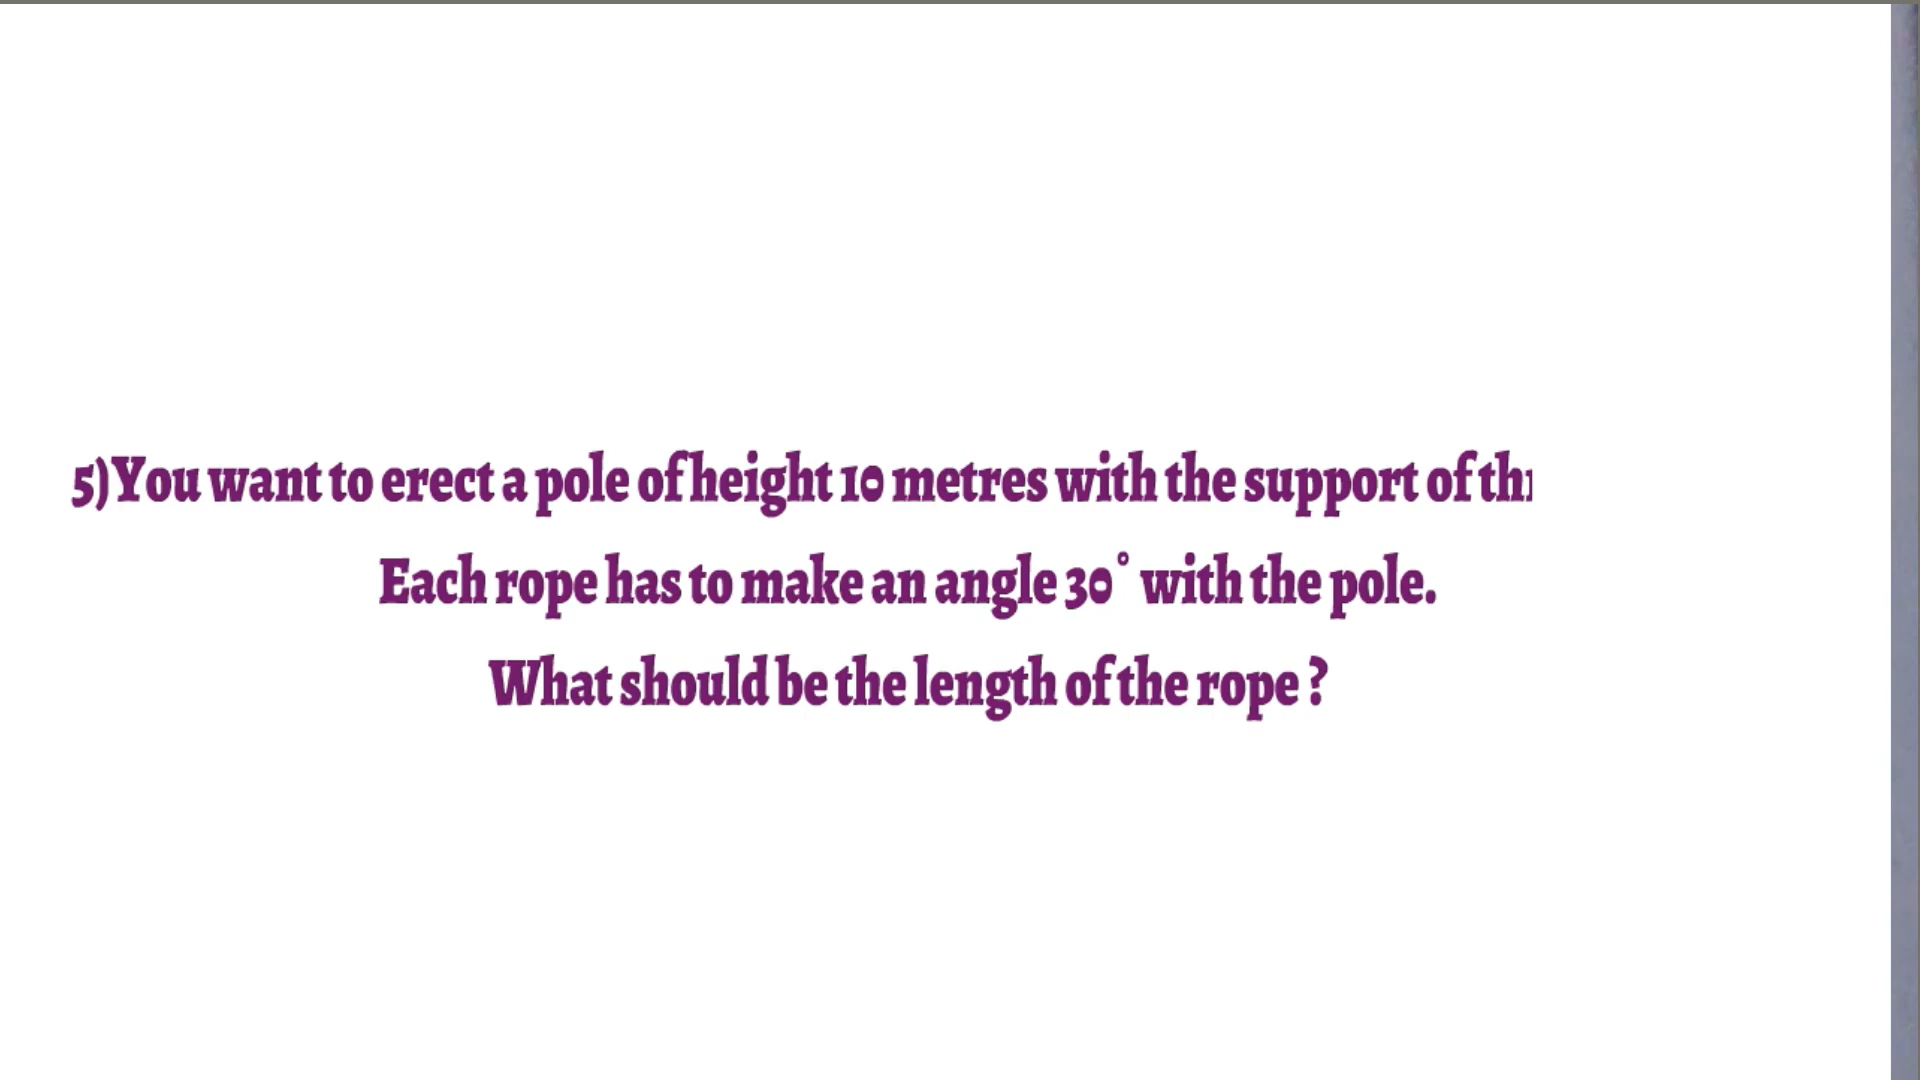 5)You want to erect a pole of height 10 metres with the support of
Each rope has to make an angle 30° with the pole.
What should be the length of the rope ?